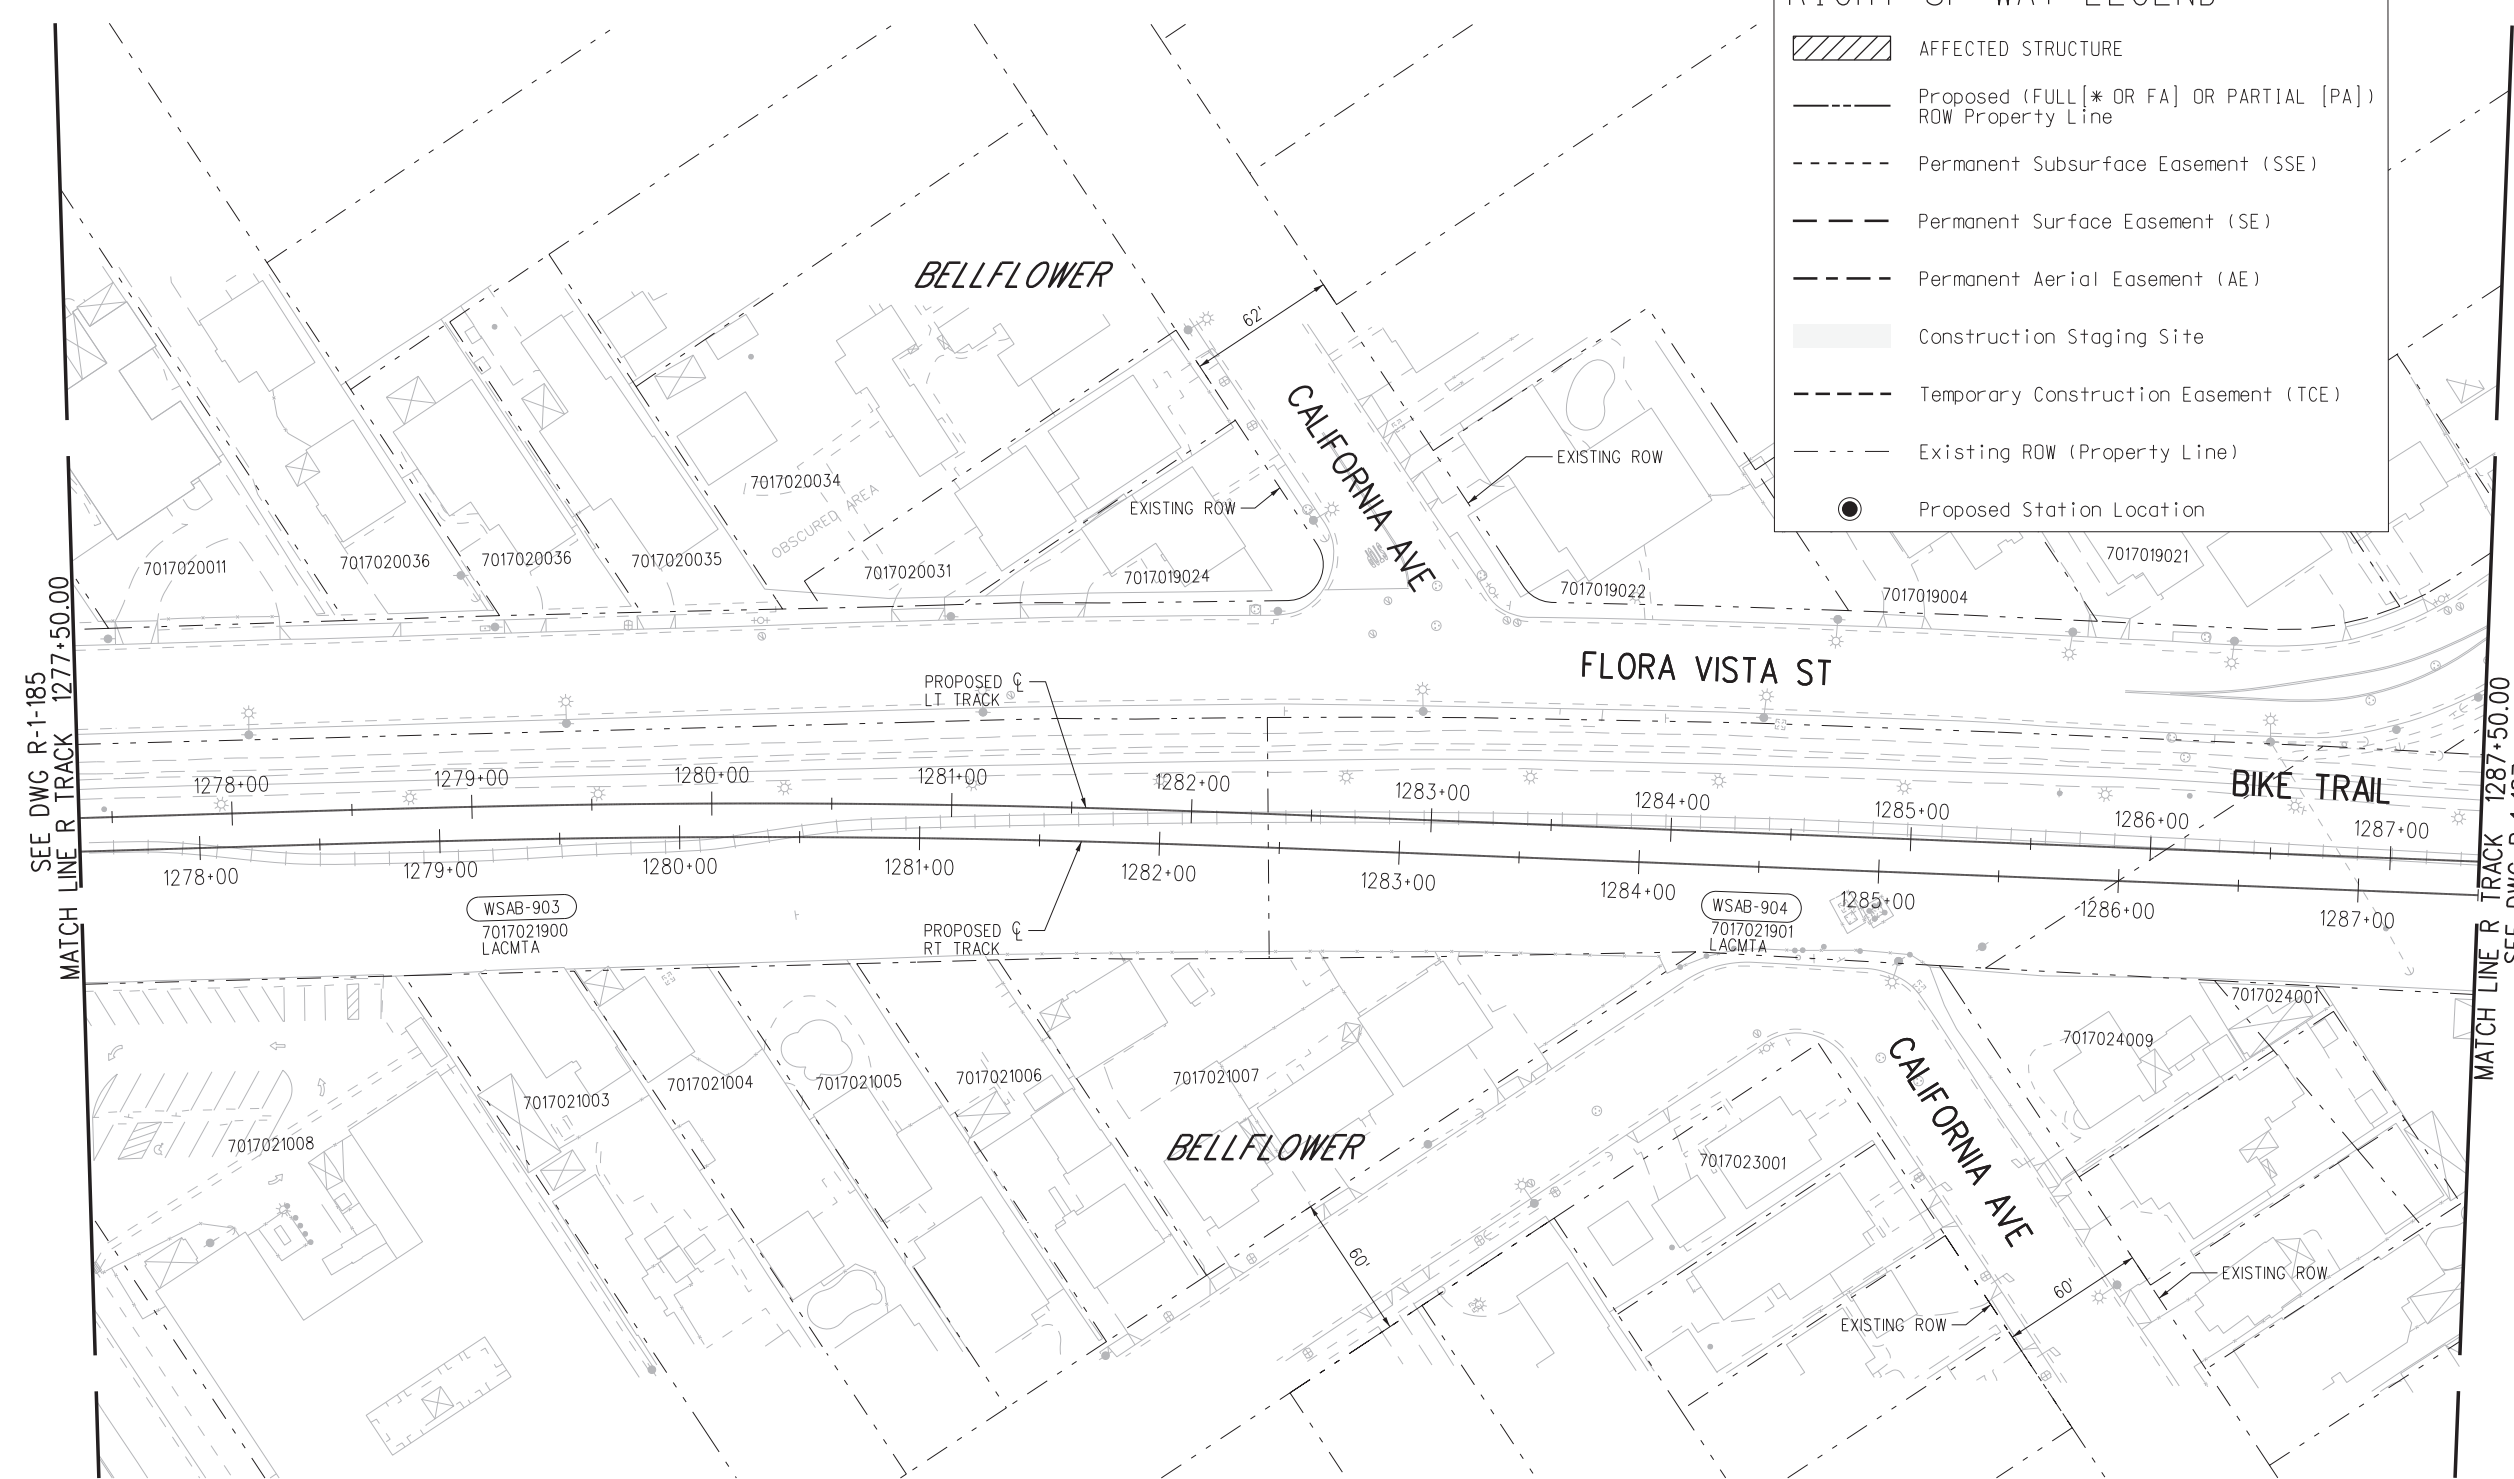 AFFECTED STRUCTURE
Proposed (FULL[* OR FA] OR PARTIAL [PA])
ROW Property Line
Permanent Subsurface Easement (SSE)
Permanent Surface Easement (SE)
Permanent Aerial Easement (AE)
Construction Staging Site
Temporary Construction Easement (TCE)
Existing ROW (Property Line)
Proposed Station Location
BELLFLOWER
62'
CALIFORNIA AVE
EXISTING ROW
EXISTING ROW
7017020034
OBSCURED AREA
7017020011
7017020036
7017020036
7017020035
7017020031
7017019024
7017019022
7017019004
7017019021
SEE DWG R-1-185
MATCH LINE R TRACK 1277+50.00
FLORA VISTA ST
PROPOSED ℄
LT TRACK
BIKE TRAIL
1278+00
1279+00
1280+00
1281+00
1282+00
1283+00
1284+00
1285+00
1286+00
1287+00
1278+00
1279+00
1280+00
1281+00
1282+00
1283+00
1284+00
1285+00
1286+00
1287+00
WSAB-903
7017021900
LACMTA
PROPOSED ℄
RT TRACK
WSAB-904
7017021901
LACMTA
MATCH LINE R TRACK 1287+50.00
7017024001
7017024009
7017021003
7017021004
7017021005
7017021006
7017021007
7017021008
BELLFLOWER
7017023001
CALIFORNIA AVE
60'
60'
EXISTING ROW
EXISTING ROW